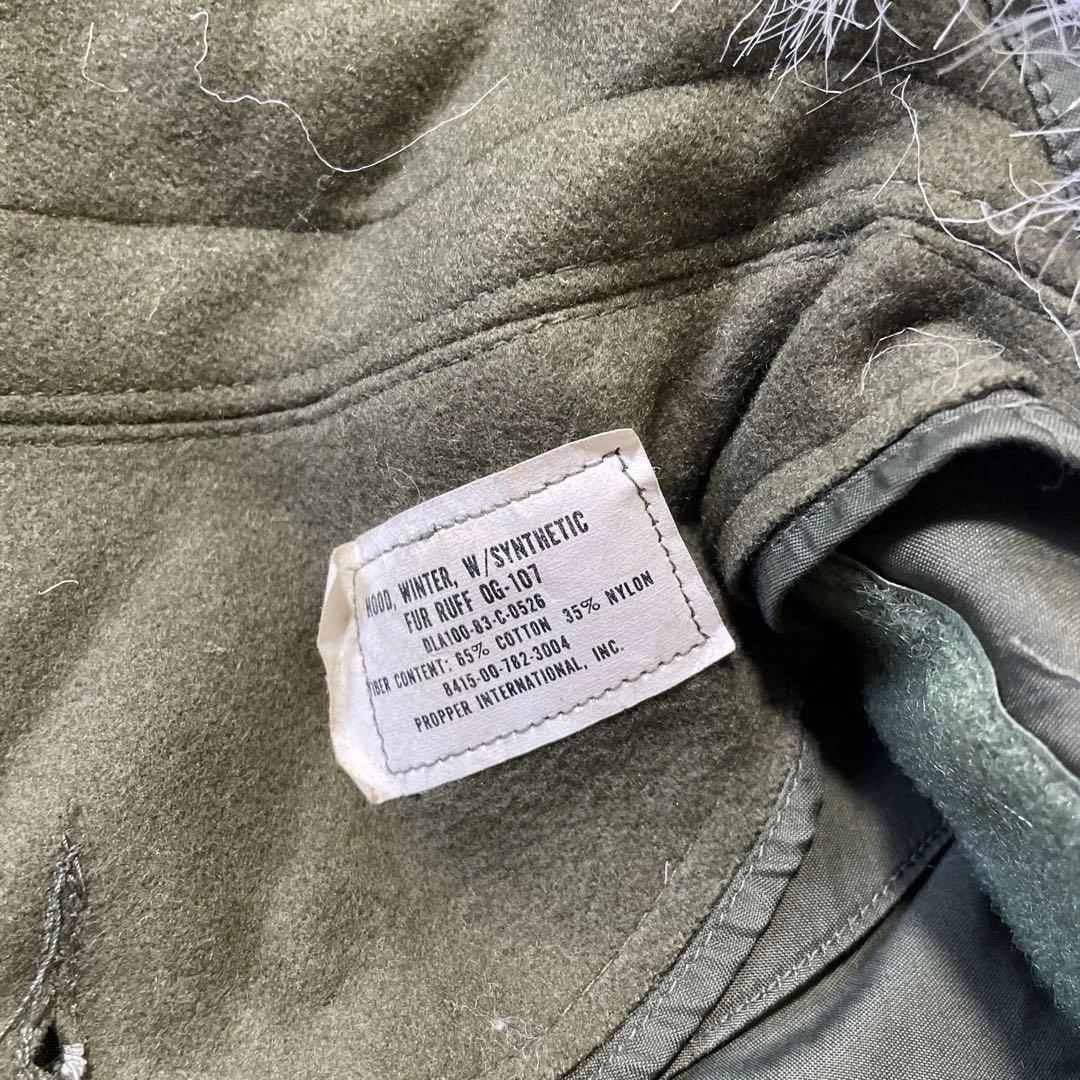 HOOD, WINTER, W/SYNTHETIC
FUR RUFF OG-107
DLA100-83-C-0526
FIBER CONTENT: 65% COTTON 35% NYLON
8415-00-782-3004
PROPPER INTERNATIONAL, INC.